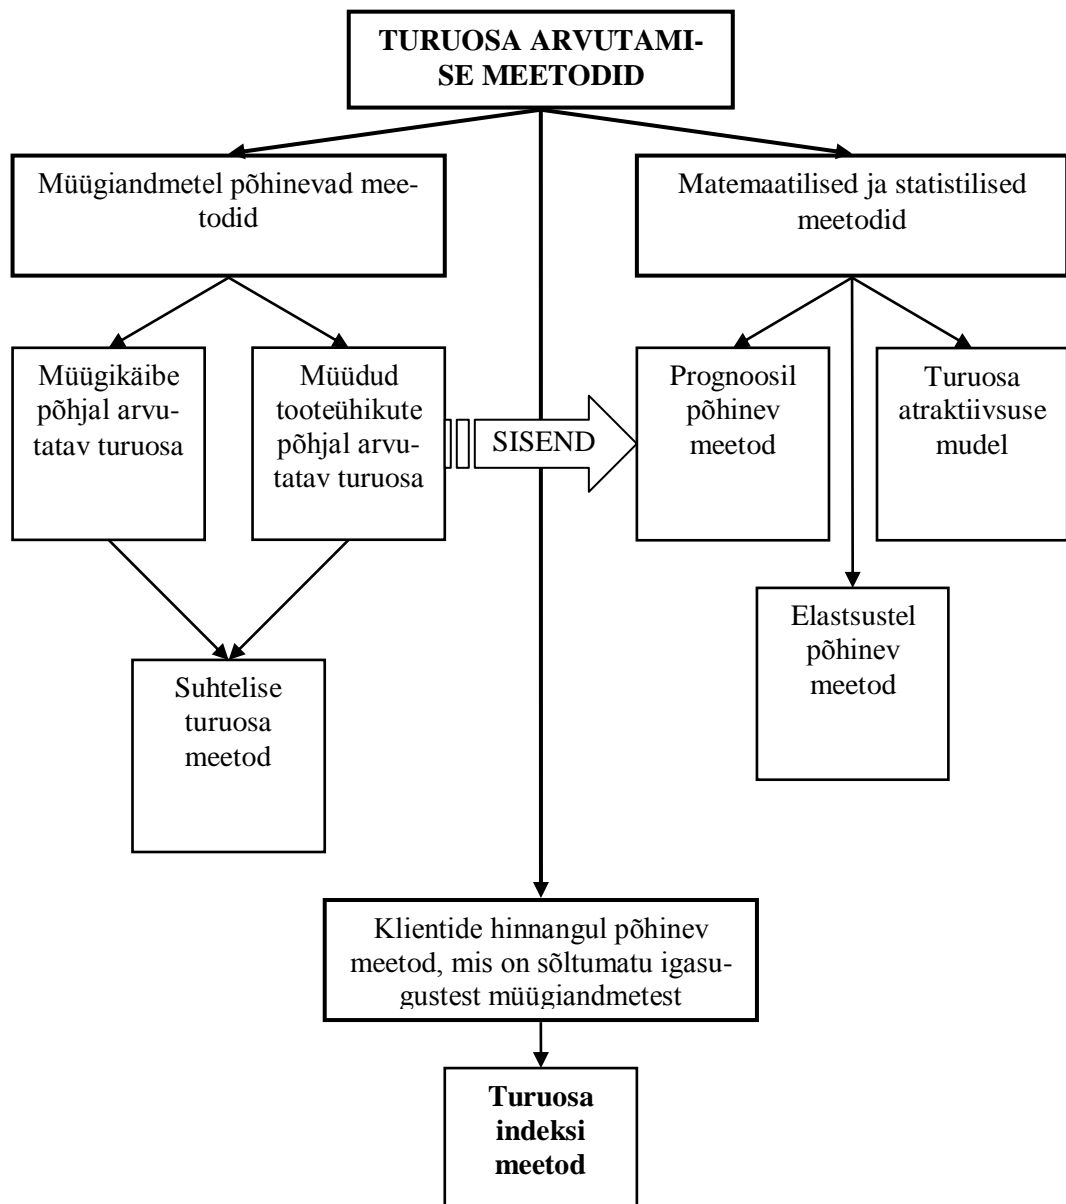 TURUOSA ARVUTAMI-
SE MEETODID
Müügiandmetel põhinevad mee-
todid
Matemaatilised ja statistilised
meetodid
Müügikäibe
põhjal arvu-
tatav turuosa
Müüdud
tooteühikute
põhjal arvu-
tatav turuosa
SISEND
Prognoosil
põhinev
meetod
Turuosa
atraktiivsuse
mudel
Elastsustel
põhinev
meetod
Suhtelise
turuosa
meetod
Klientide hinnangul põhinev
meetod, mis on sõltumatu igasu-
gustest müügiandmetest
Turuosa
indeksi
meetod